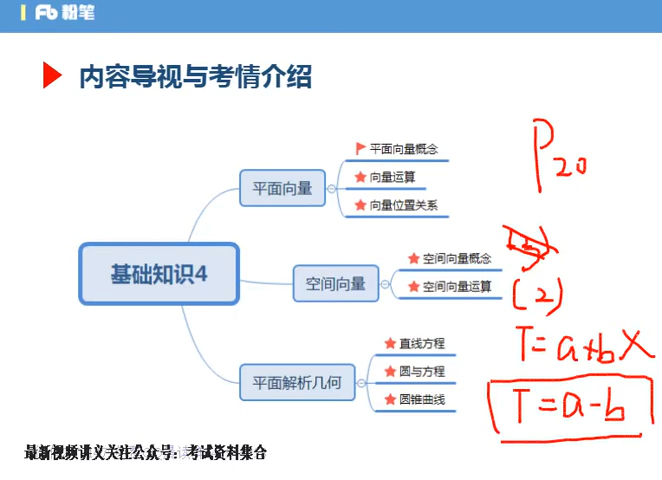 粉笔
内容导视与考情介绍
基础知识4
平面向量
平面向量概念
向量运算
向量位置关系
空间向量
空间向量概念
空间向量运算
平面解析几何
直线方程
圆与方程
圆锥曲线
P20
(2)
T=a+b X
T=a-b
最新视频讲义关注公众号：考试资料集合